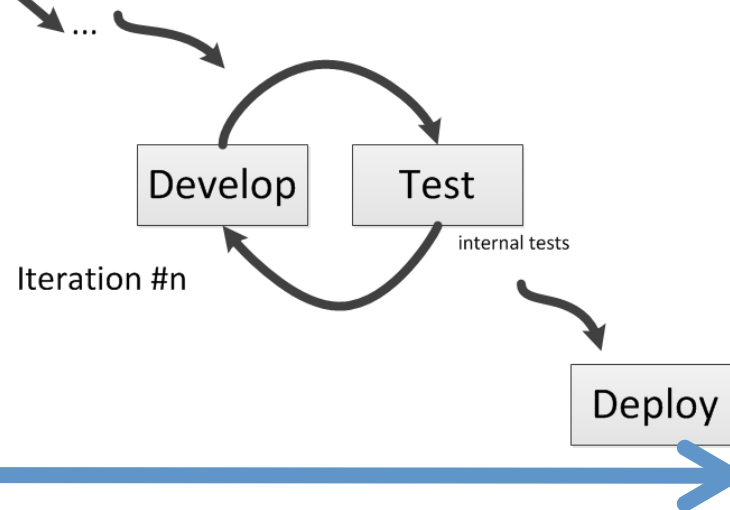 ...
Develop
Test
internal tests
Iteration #n
Deploy